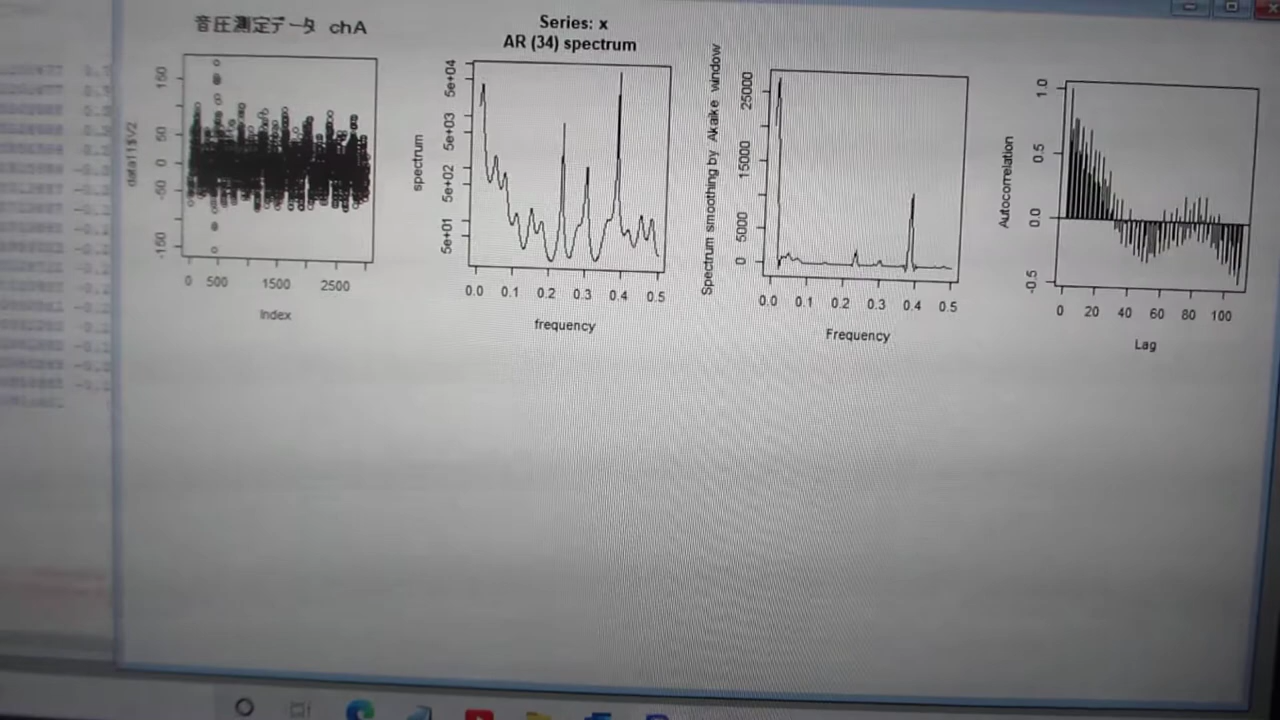 音圧測定データ chA
data11$V2
150
50
0
-50
-150
0 500 1500 2500
Index
Series: x
AR (34) spectrum
spectrum
5e+04
5e+03
5e+02
5e+01
0.0 0.1 0.2 0.3 0.4 0.5
frequency
Spectrum smoothing by Akaike window
25000
15000
5000
0
0.0 0.1 0.2 0.3 0.4 0.5
Frequency
Autocorrelation
1.0
0.5
0.0
-0.5
0 20 40 60 80 100
Lag